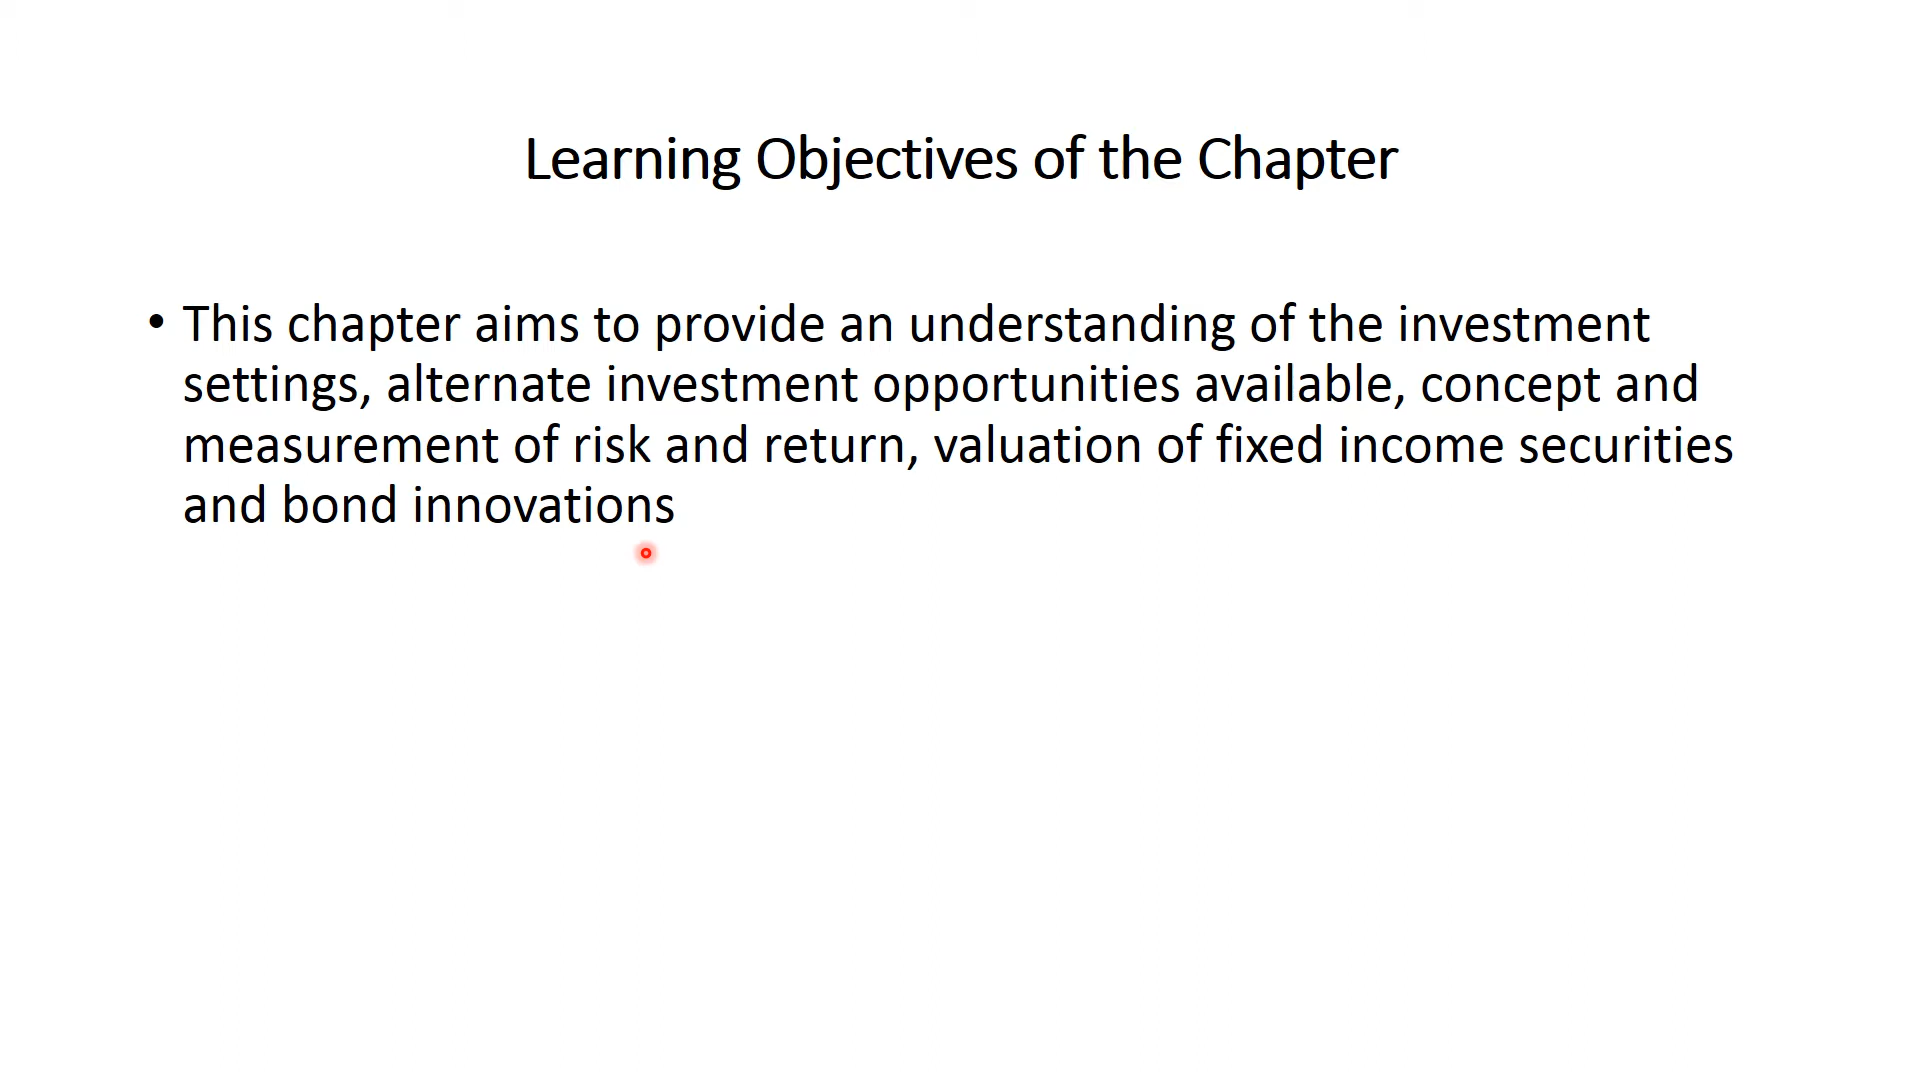 Learning Objectives of the Chapter
• This chapter aims to provide an understanding of the investment
settings, alternate investment opportunities available, concept and
measurement of risk and return, valuation of fixed income securities
and bond innovations